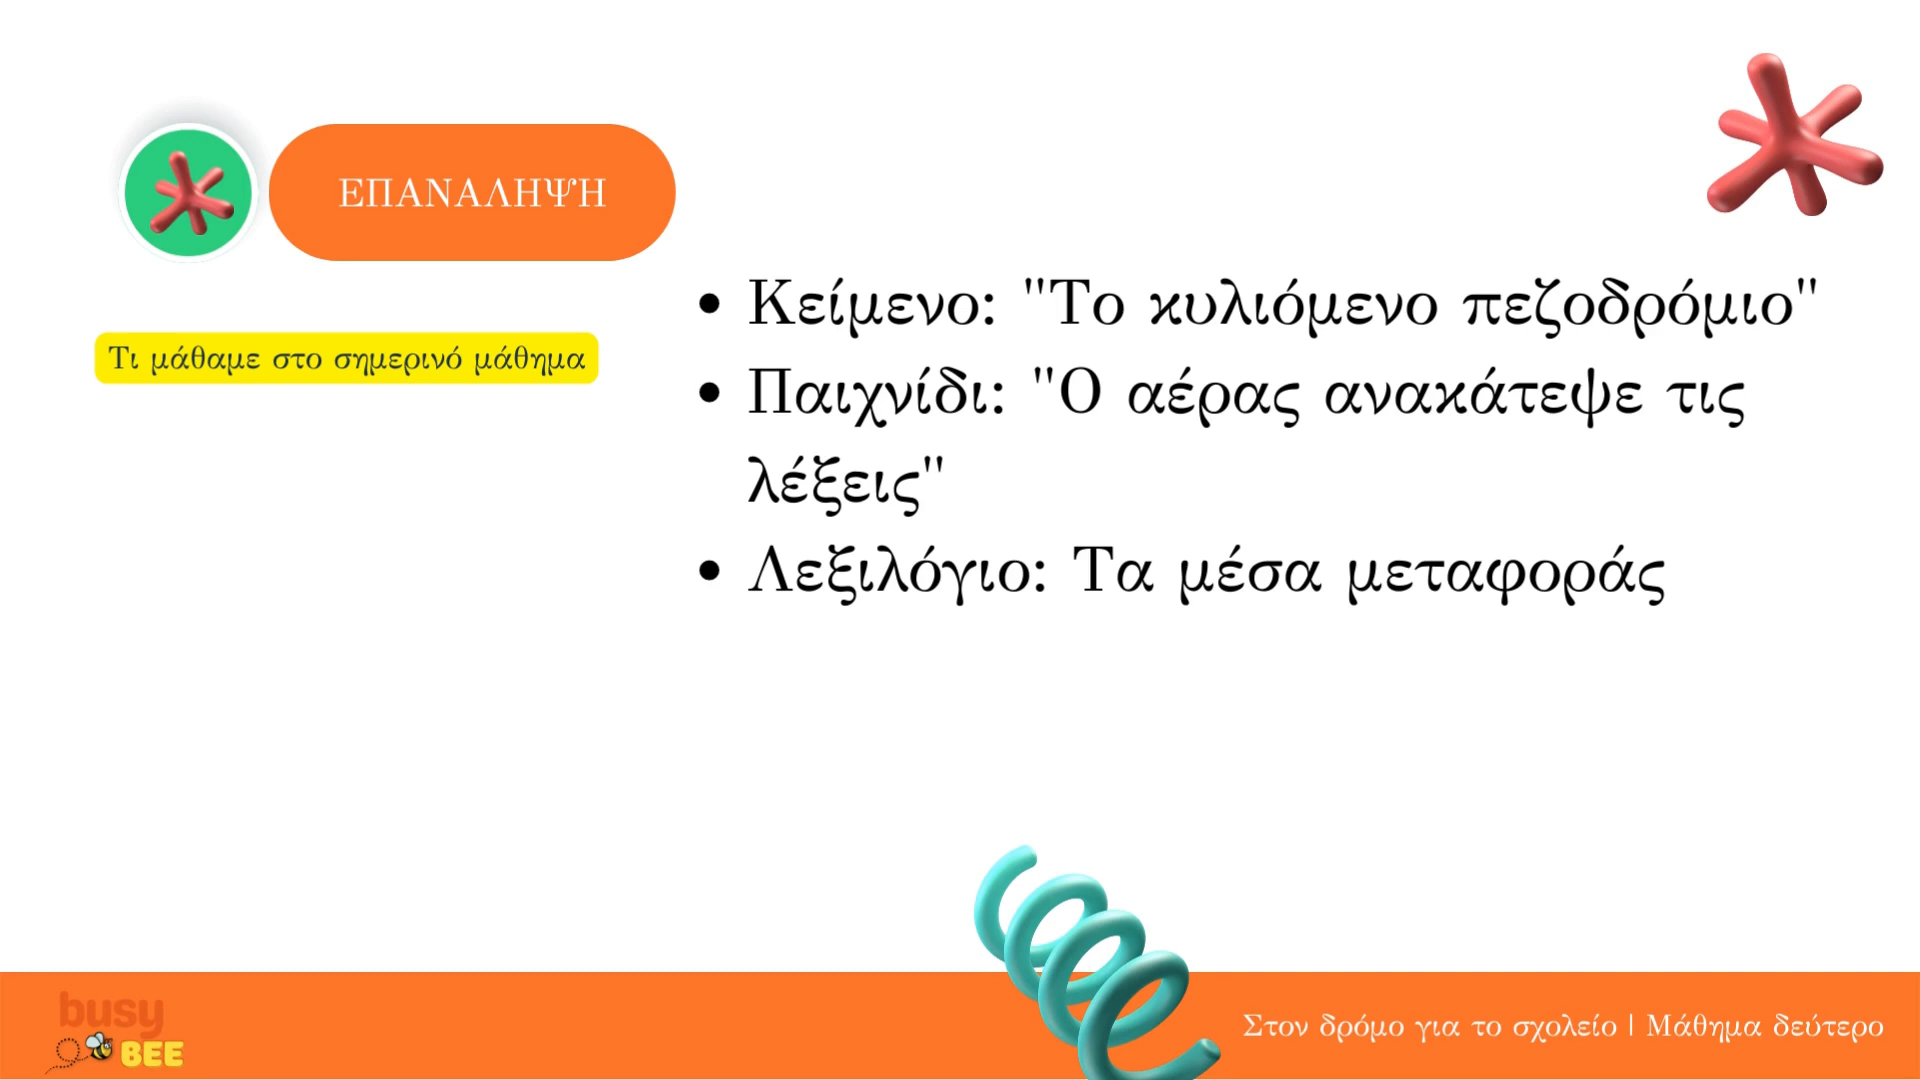 ΕΠΑΝΑΛΗΨΗ
Τι μάθαμε στο σημερινό μάθημα
• Κείμενο: "Το κυλιόμενο πεζοδρόμιο"
• Παιχνίδι: "Ο αέρας ανακάτεψε τις
λέξεις"
• Λεξιλόγιο: Τα μέσα μεταφοράς
busy
BEE
Στον δρόμο για το σχολείο | Μάθημα δεύτερο